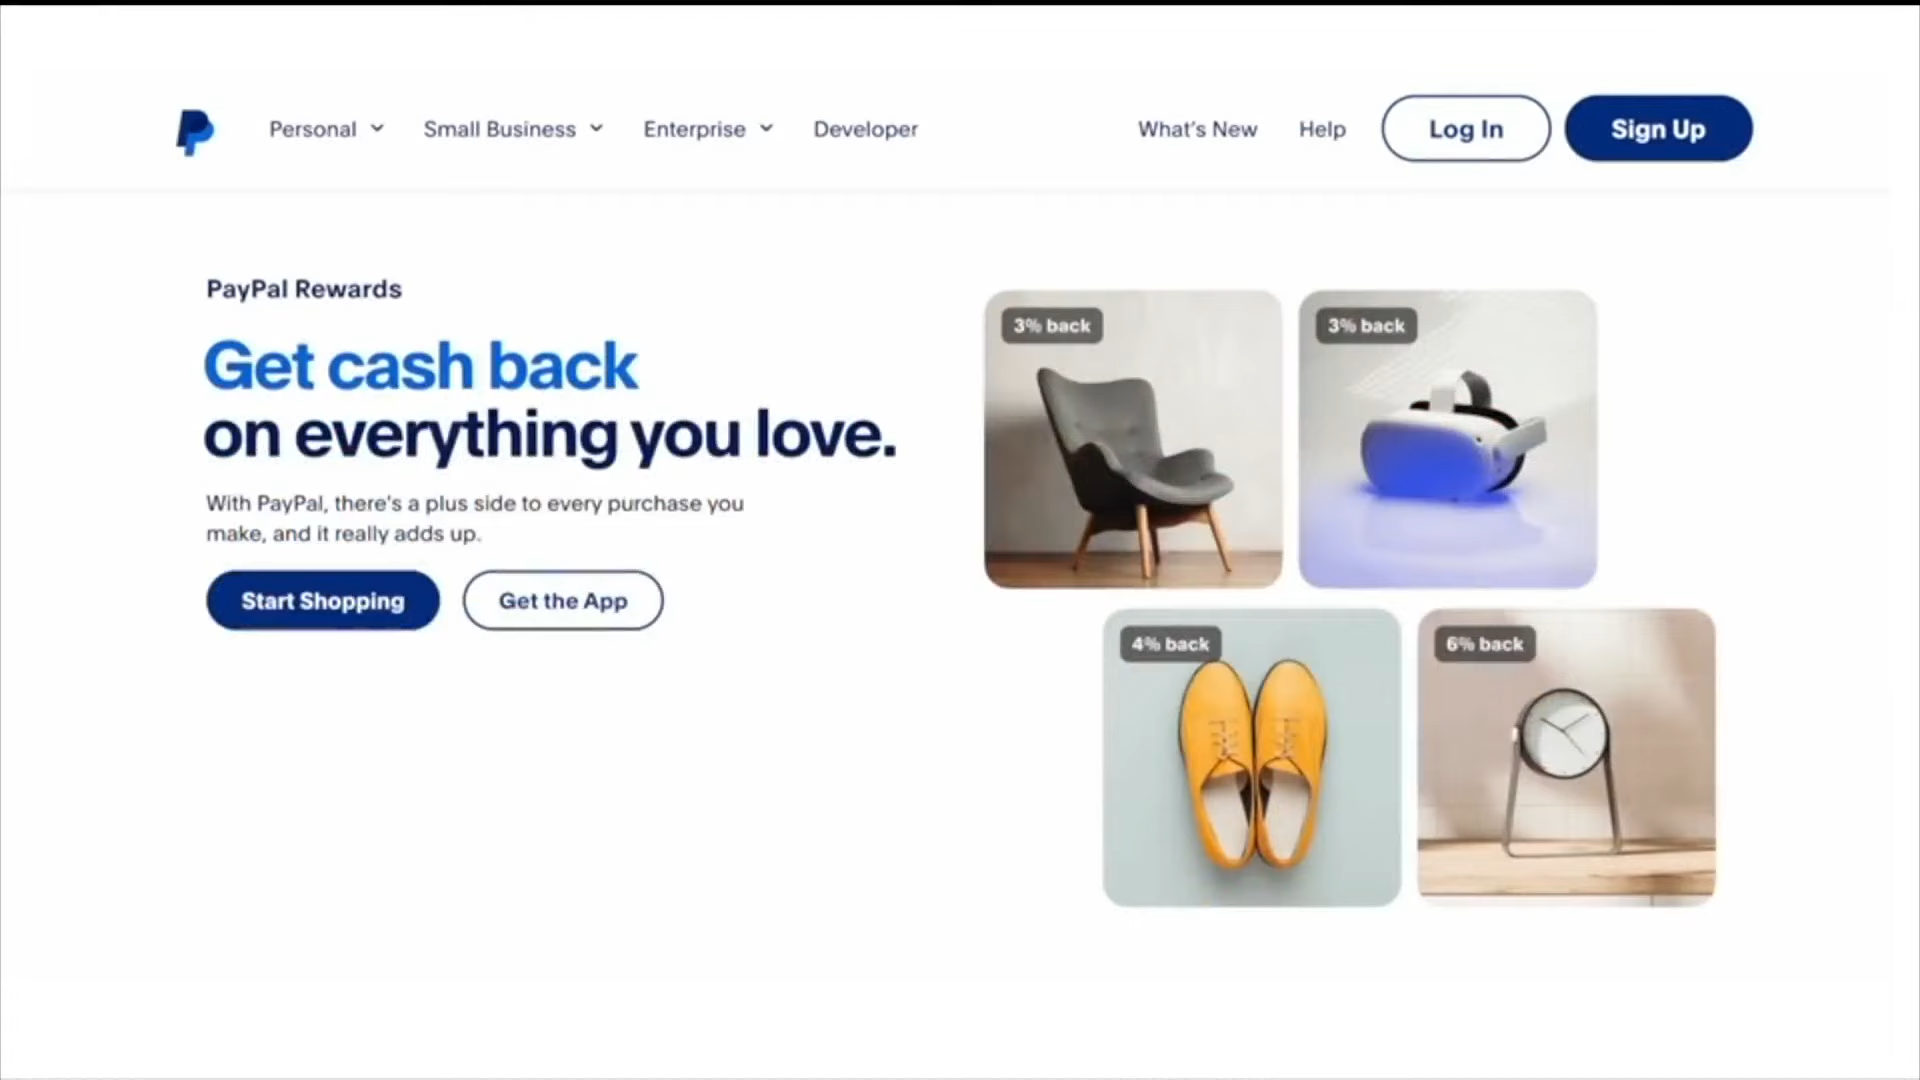 Personal
Small Business
Enterprise
Developer
What's New
Help
Log In
Sign Up
PayPal Rewards
Get cash back
on everything you love.
With PayPal, there's a plus side to every purchase you
make, and it really adds up.
Start Shopping
Get the App
3% back
3% back
4% back
6% back